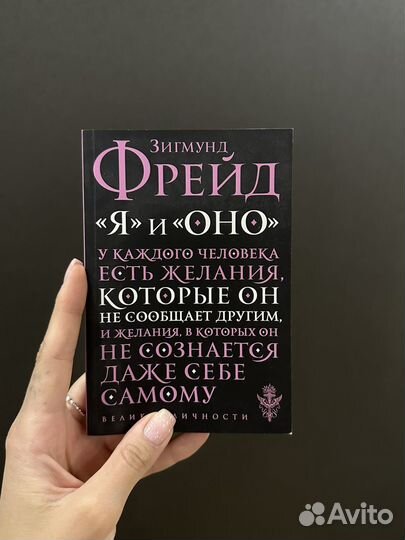 Зигмунд
Фрейд
«Я» и «Оно»
У каждого человека
есть желания,
которые он
не сообщает другим,
и желания, в которых он
не сознается
даже себе
самому
Avito